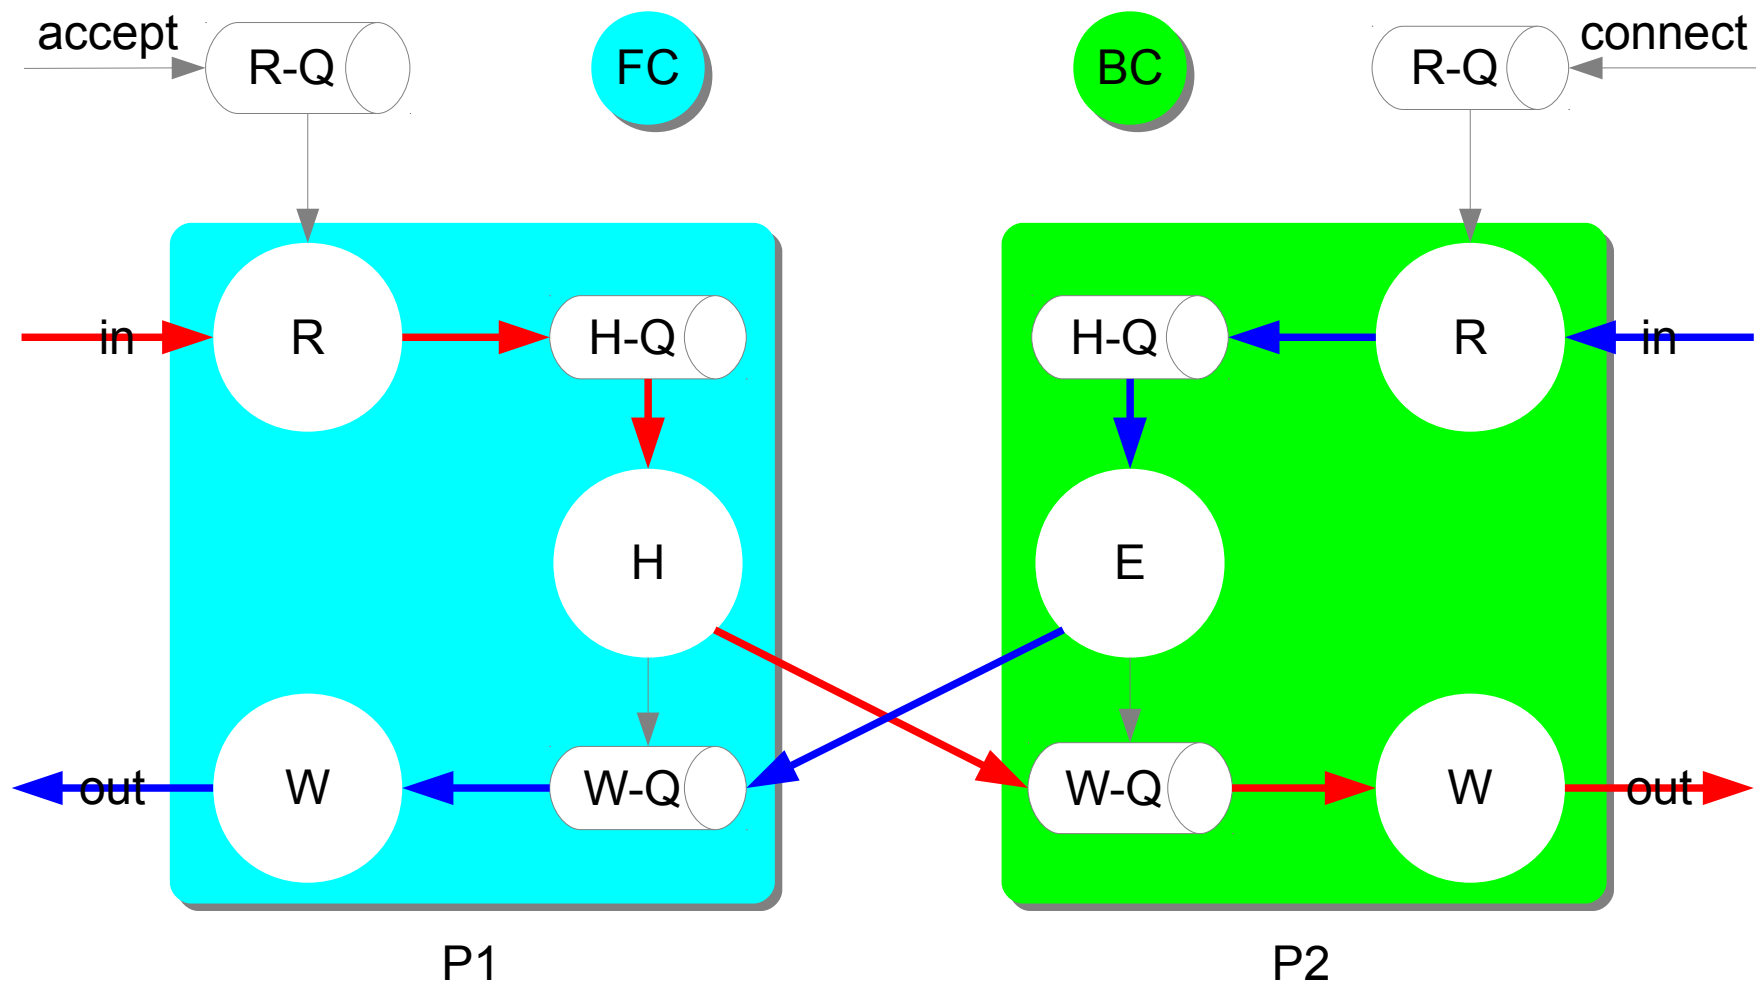 accept
R-Q
FC
BC
R-Q
connect
in
R
H-Q
H-Q
R
in
H
E
out
W
W-Q
W-Q
W
out
P1
P2